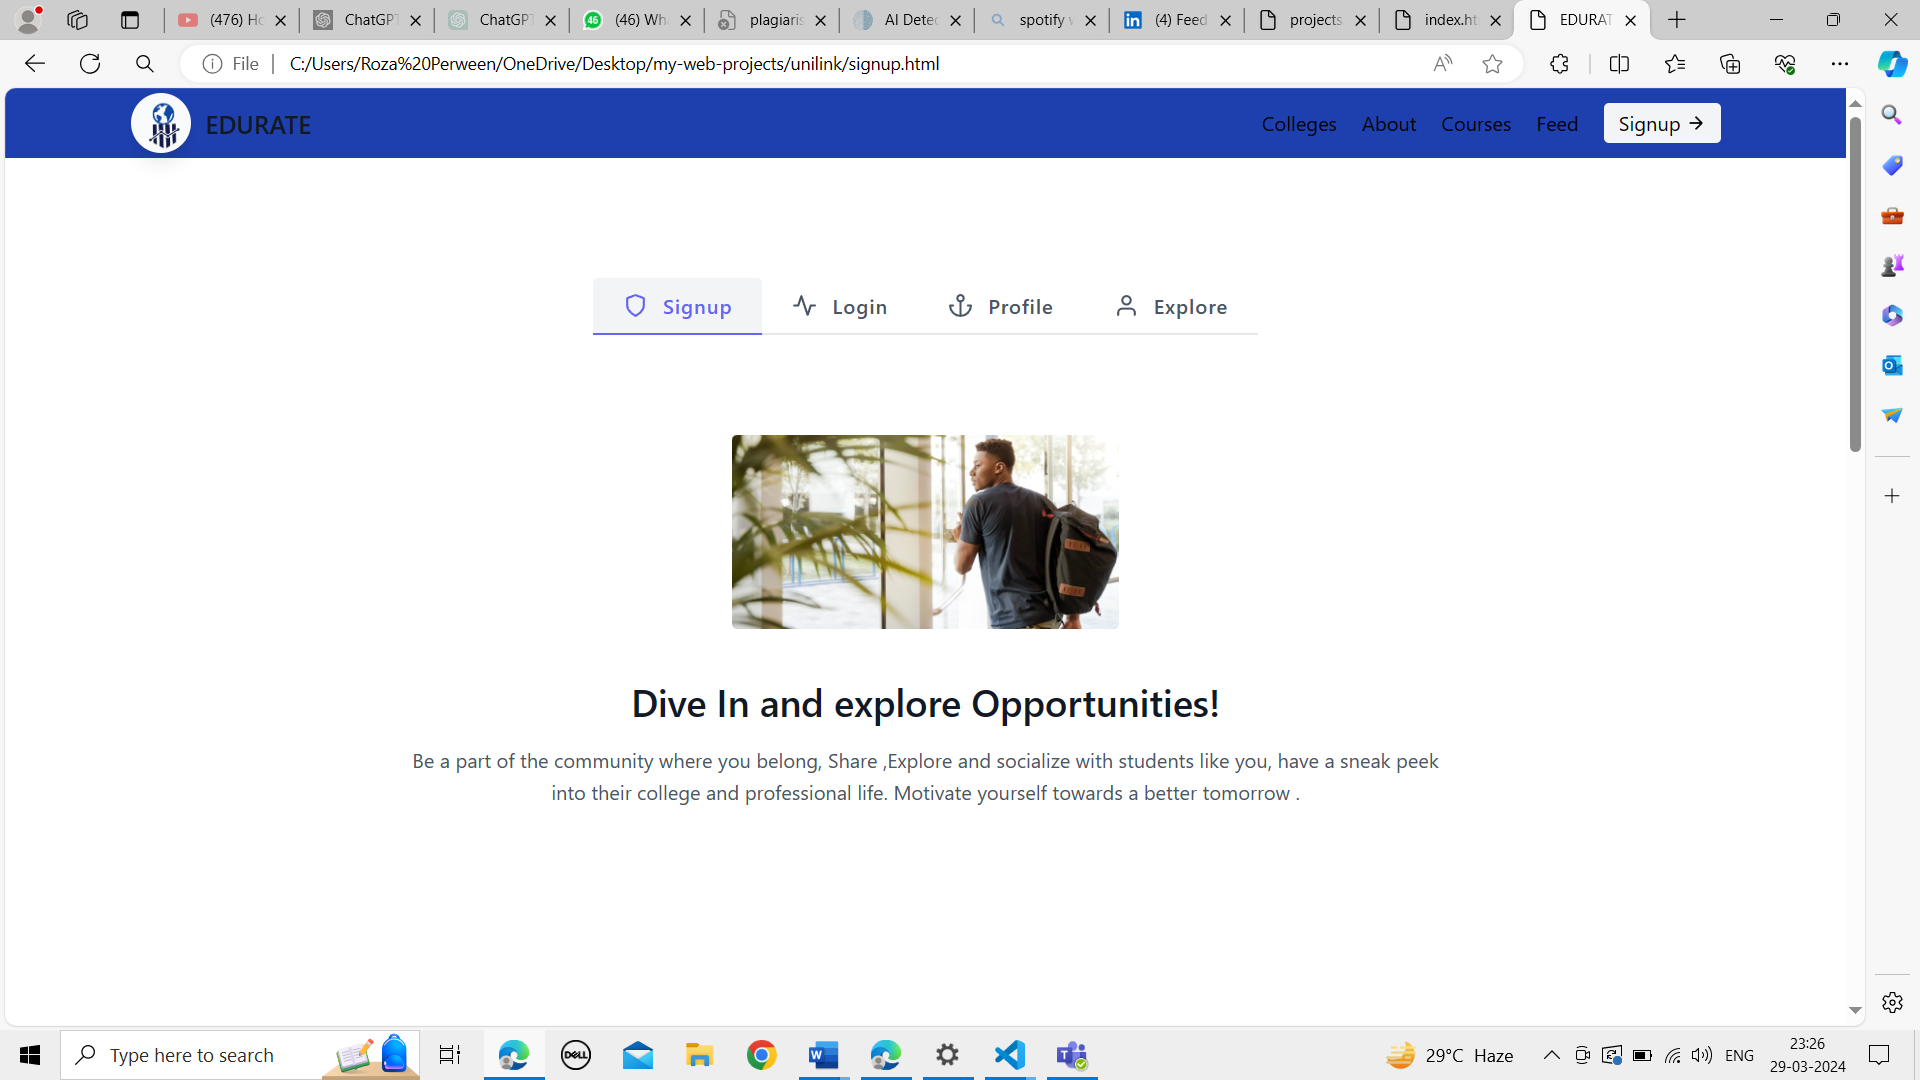 (476) Ho
ChatGPT
ChatGPT
(46) Wha
plagiaris
AI Detec
spotify w
(4) Feed
projects
index.ht
EDURAT
File
C:/Users/Roza%20Perween/OneDrive/Desktop/my-web-projects/unilink/signup.html
EDURATE
Colleges
About
Courses
Feed
Signup →
Signup
Login
Profile
Explore
Dive In and explore Opportunities!
Be a part of the community where you belong, Share ,Explore and socialize with students like you, have a sneak peek
into their college and professional life. Motivate yourself towards a better tomorrow .
Type here to search
DELL
29°C Haze
ENG
23:26
29-03-2024